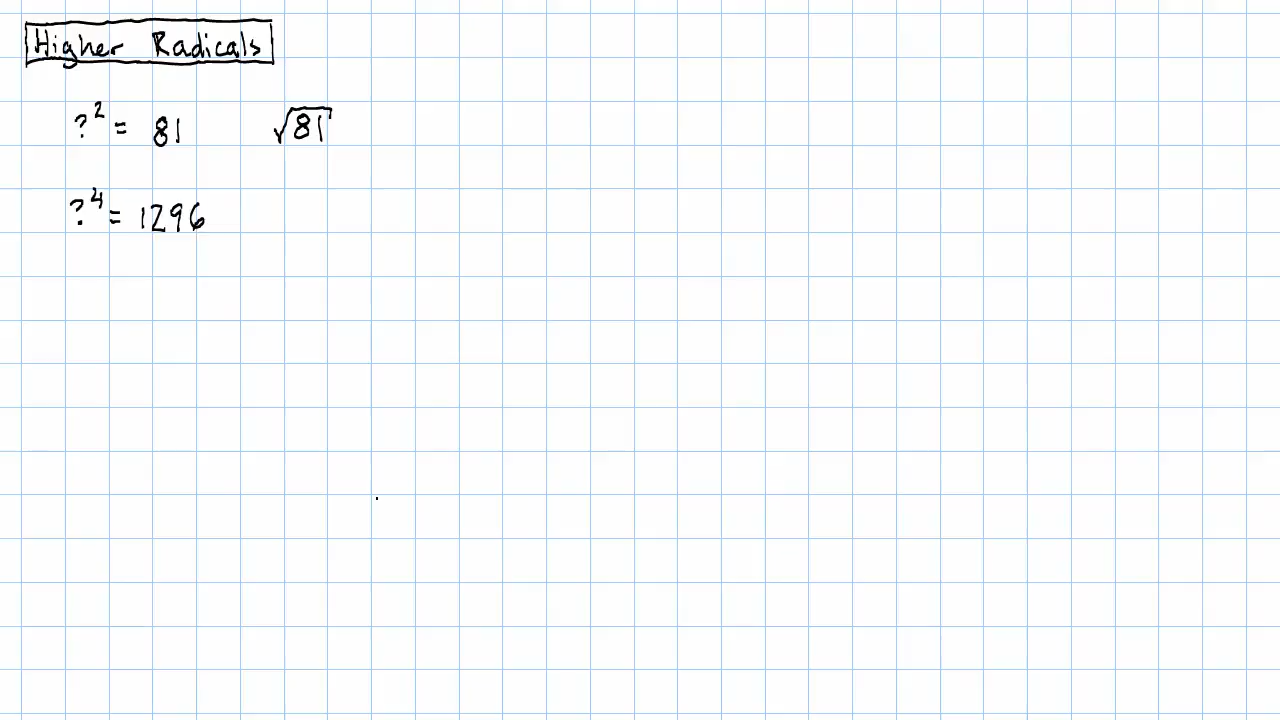 Higher Radicals
?² = 81 √81
?⁴ = 1296